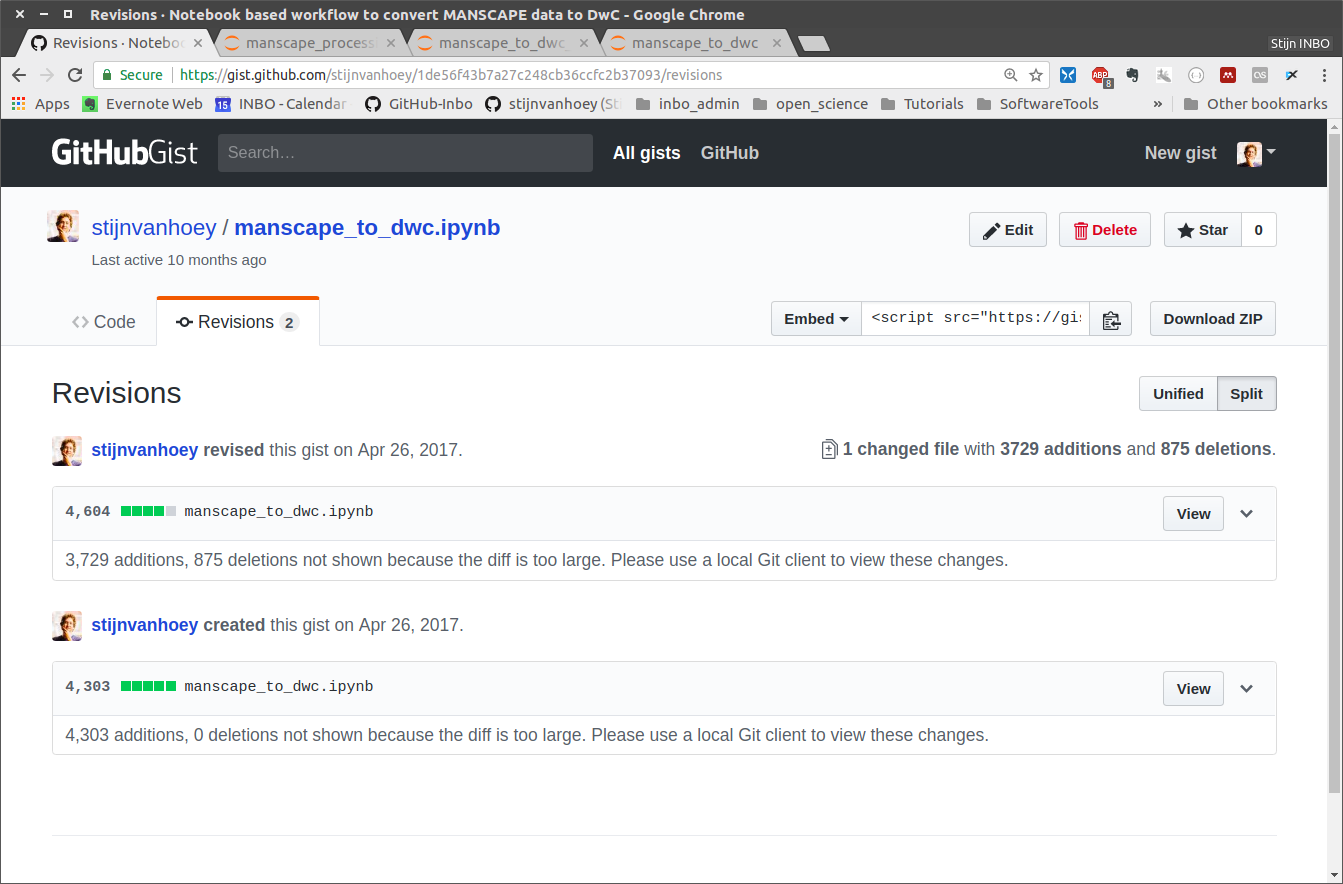 Revisions · Notebook based workflow to convert MANSCAPE data to DwC - Google Chrome
Revisions · Noteboo
manscape_process
manscape_to_dwc_
manscape_to_dwc
Stijn INBO
Secure https://gist.github.com/stijnvanhoey/1de56f43b7a27c248cb36ccfc2b37093/revisions
ABP
8
OS
Apps
Evernote Web
15
INBO - Calendar
GitHub-Inbo
stijnvanhoey (St
inbo_admin
open_science
Tutorials
SoftwareTools
»
Other bookmarks
GitHubGist
Search…
All gists
GitHub
New gist
stijnvanhoey / manscape_to_dwc.ipynb
Edit
Delete
Star
0
Last active 10 months ago
Code
Revisions 2
Embed
<script src="https://gis
Download ZIP
Revisions
Unified
Split
stijnvanhoey revised this gist on Apr 26, 2017.
1 changed file with 3729 additions and 875 deletions.
4,604 manscape_to_dwc.ipynb
View
3,729 additions, 875 deletions not shown because the diff is too large. Please use a local Git client to view these changes.
stijnvanhoey created this gist on Apr 26, 2017.
4,303 manscape_to_dwc.ipynb
View
4,303 additions, 0 deletions not shown because the diff is too large. Please use a local Git client to view these changes.